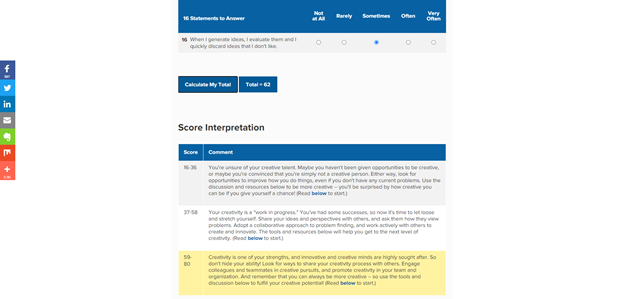 16 Statements to Answer
Not at All
Rarely
Sometimes
Often
Very Often
16 When I generate ideas, I evaluate them and I
quickly discard ideas that I don't like.
Calculate My Total
Total = 62
Score Interpretation
Score Comment
16-36 You're unsure of your creative talent. Maybe you haven't been given opportunities to be creative,
or maybe you're convinced that you're simply not a creative person. Either way, look for
opportunities to improve how you do things, even if you don't have any current problems. Use the
discussion and resources below to be more creative – you'll be surprised by how creative you
can be if you give yourself a chance! (Read below to start.)
37-58 Your creativity is a "work in progress." You've had some successes, so now it's time to let loose
and stretch yourself. Share your ideas and perspectives with others, and ask them how they view
problems. Adopt a collaborative approach to problem finding, and work actively with others to
create and innovate. The tools and resources below will help you get to the next level of
creativity. (Read below to start.)
59- Creativity is one of your strengths, and innovative and creative minds are highly sought after. So
80 don't hide your ability! Look for ways to share your creativity process with others. Engage
colleagues and teammates in creative pursuits, and promote creativity in your team and
organization. And remember that you can always be more creative – so use the tools and
discussion below to fulfill your creative potential! (Read below to start.)